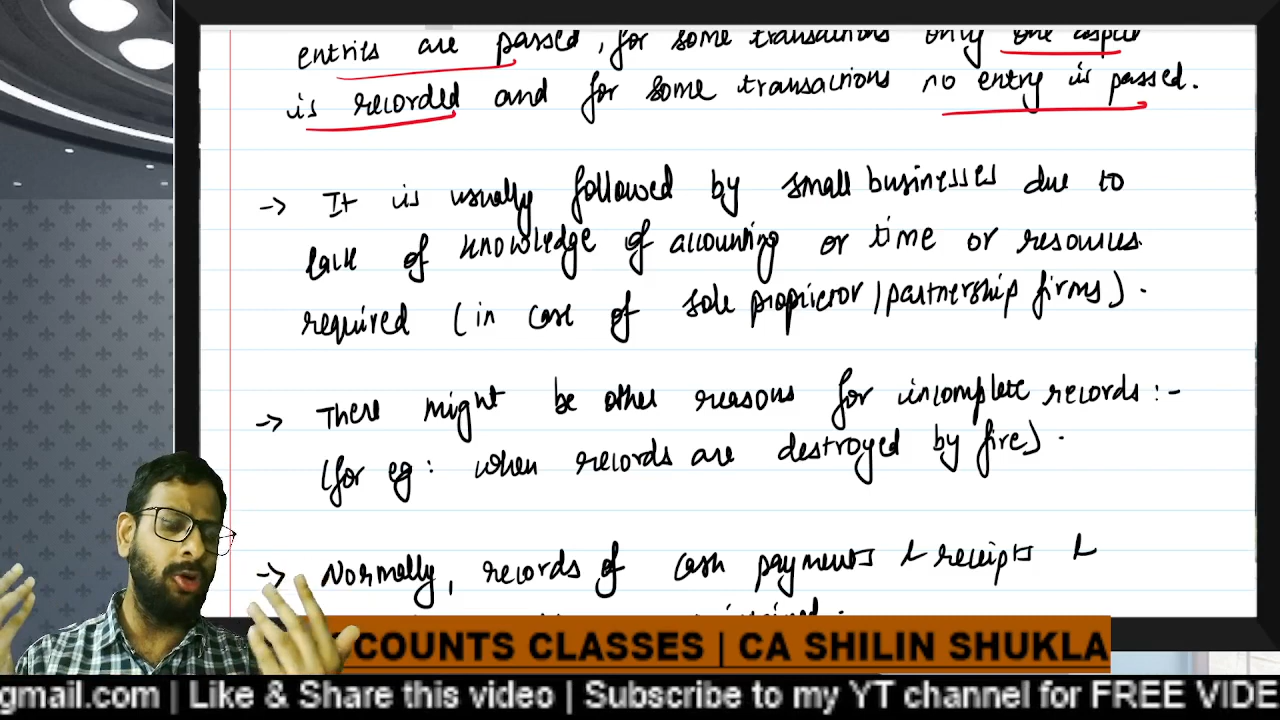 entries are passed, for some transactions only one aspect
is recorded and for some transactions no entry is passed.
-> It is usually followed by small businesses due to
lack of knowledge of accounting or time or resources
required (in case of sole proprietor / partnership firms).
-> There might be other reasons for incomplete records :-
(for eg: when records are destroyed by fire).
-> Normally, records of cash payments & receipts &
COUNTS CLASSES | CA SHILIN SHUKLA
gmail.com | Like & Share this video | Subscribe to my YT channel for FREE VIDE